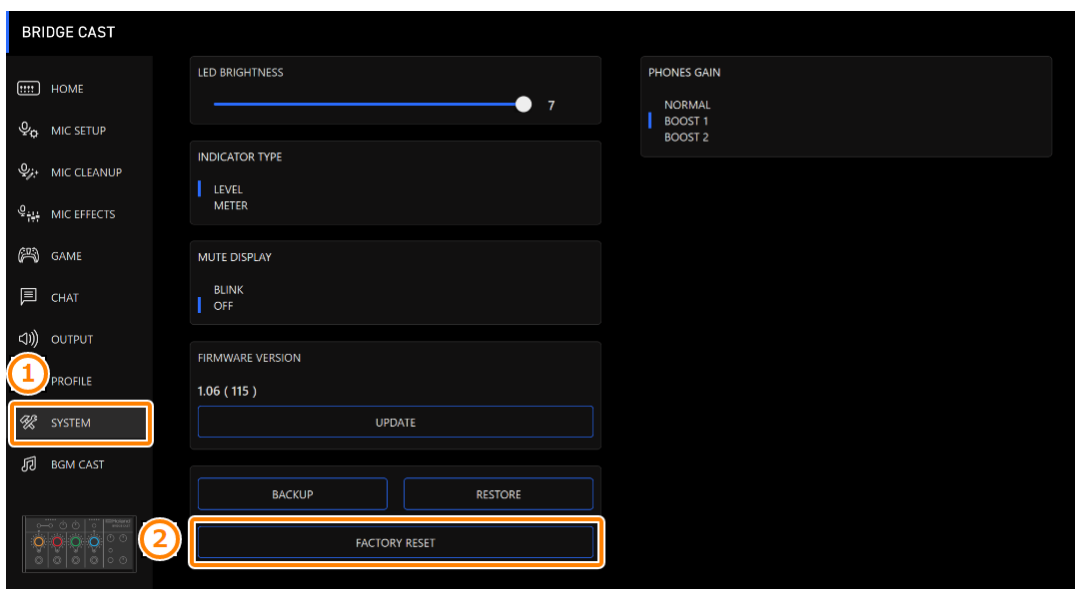 BRIDGE CAST
HOME
MIC SETUP
MIC CLEANUP
MIC EFFECTS
GAME
CHAT
OUTPUT
1
PROFILE
SYSTEM
BGM CAST
LED BRIGHTNESS
7
INDICATOR TYPE
LEVEL
METER
MUTE DISPLAY
BLINK
OFF
FIRMWARE VERSION
1.06 ( 115 )
UPDATE
BACKUP
RESTORE
2
FACTORY RESET
PHONES GAIN
NORMAL
BOOST 1
BOOST 2